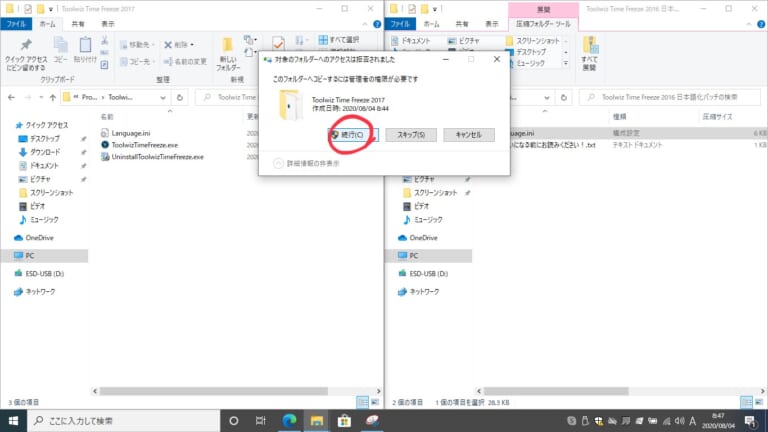 Toolwiz Time Freeze 2017
ファイル ホーム 共有 表示
クイック アクセスにピン留めする
コピー 貼り付け
移動先
コピー先
削除
名前の変更
新しいフォルダー
すべて選択
整理
新規
Pro... Toolwi...
名前
Language.ini
ToolwizTimeFreeze.exe
UninstallToolwizTimeFreeze.exe
クイック アクセス
デスクトップ
ダウンロード
ドキュメント
ピクチャ
スクリーンショット
ビデオ
ミュージック
OneDrive
PC
ESD-USB (D:)
ネットワーク
3 個の項目
対象のフォルダーへのアクセスは拒否されました
このフォルダーへコピーするには管理者の権限が必要です
Toolwiz Time Freeze 2017
作成日時: 2020/08/04 8:44
続行(C) スキップ(S) キャンセル
詳細情報の非表示
展開
Toolwiz Time Freeze 2016 日本...
ファイル ホーム 共有 表示 圧縮フォルダー ツール
ドキュメント
ピクチャ
スクリーンショット
デスクトップ
すべて展開
Toolwiz Time Freeze 2016 日本語化パッチの検索
種類 圧縮サイズ
guage.ini 構成設定 6 KB
いになる前にお読みください！.txt テキスト ドキュメント
ピクチャ
スクリーンショット
ビデオ
ミュージック
OneDrive
PC
ESD-USB (D:)
ネットワーク
2 個の項目 1 個の項目を選択 28.3 KB
ここに入力して検索
A
8:47
2020/08/04